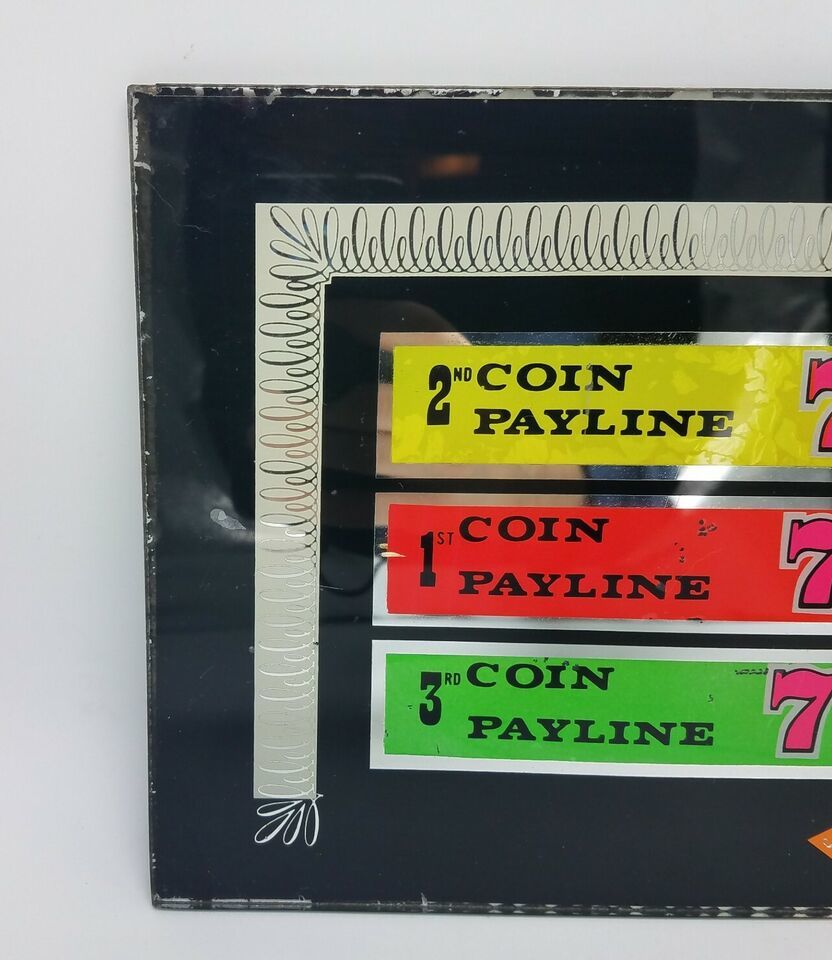 2ND COIN
PAYLINE
7
1ST COIN
PAYLINE
7
3RD COIN
PAYLINE
7